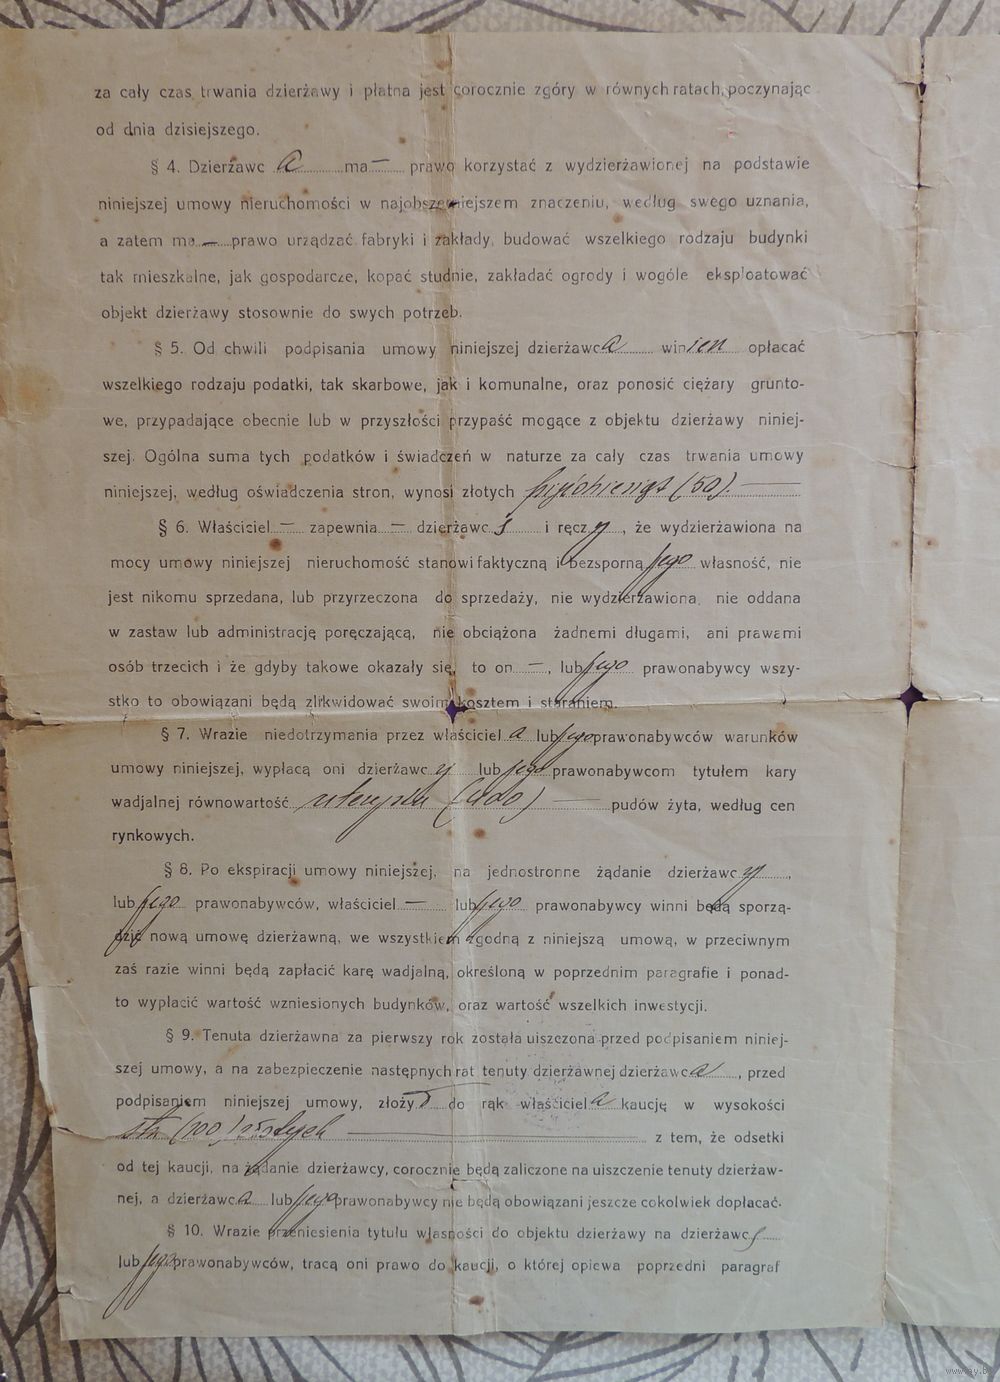 za cały czas trwania dzierżawy i płatna jest corocznie zgóry w równych ratach, poczynając
od dnia dzisiejszego.
§ 4. Dzierżawca ma — prawo korzystać z wydzierżawionej na podstawie
niniejszej umowy nieruchomości w najobszerniejszem znaczeniu, według swego uznania,
a zatem ma — prawo urządzać fabryki i zakłady, budować wszelkiego rodzaju budynki
tak mieszkalne, jak gospodarcze, kopać studnie, zakładać ogrody i wogóle eksploatować
objekt dzierżawy stosownie do swych potrzeb.
§ 5. Od chwili podpisania umowy niniejszej dzierżawca winien opłacać
wszelkiego rodzaju podatki, tak skarbowe, jak i komunalne, oraz ponosić ciężary grunto-
we, przypadające obecnie lub w przyszłości przypaść mogące z objektu dzierżawy niniej-
szej. Ogólna suma tych podatków i świadczeń w naturze za cały czas trwania umowy
niniejszej, według oświadczenia stron, wynosi złotych pięćdziesiąt (50). —
§ 6. Właściciel — zapewnia — dzierżawc i ręczy, że wydzierżawiona na
mocy umowy niniejszej nieruchomość stanowi faktyczną i bezsporną jego własność, nie
jest nikomu sprzedana, lub przyrzeczona do sprzedaży, nie wydzierżawiona, nie oddana
w zastaw lub administrację poręczającą, nie obciążona żadnemi długami, ani prawami
osób trzecich i że gdyby takowe okazały się, to on —, lub jego prawonabywcy wszy-
stko to obowiązani będą zlikwidować swoim kosztem i staraniem.
§ 7. Wrazie niedotrzymania przez właściciela lub jego prawonabywców warunków
umowy niniejszej, wypłacą oni dzierżawcy lub jego prawonabywcom tytułem kary
wadjalnej równowartość (400) — pudów żyta, według cen
rynkowych.
§ 8. Po ekspiracji umowy niniejszej, na jednostronne żądanie dzierżawcy,
lub jego prawonabywców, właściciel — lub jego prawonabywcy winni będą sporzą-
dzić nową umowę dzierżawną, we wszystkiem zgodną z niniejszą umową, w przeciwnym
zaś razie winni będą zapłacić karę wadjalną, określoną w poprzednim paragrafie i ponad-
to wypłacić wartość wzniesionych budynków, oraz wartość wszelkich inwestycji.
§ 9. Tenuta dzierżawna za pierwszy rok została uiszczona przed podpisaniem niniej-
szej umowy, a na zabezpieczenie następnych rat tenuty dzierżawnej dzierżawca, przed
podpisaniem niniejszej umowy, złożył do rąk właściciela kaucję w wysokości
sto (100) złotych — z tem, że odsetki
od tej kaucji, na żądanie dzierżawcy, corocznie będą zaliczone na uiszczenie tenuty dzierżaw-
nej, a dzierżawca lub jego prawonabywcy nie będą obowiązani jeszcze cokolwiek dopłacać.
§ 10. Wrazie przeniesienia tytułu własności do objektu dzierżawy na dzierżawc
lub jego prawonabywców, tracą oni prawo do kaucji, o której opiewa poprzedni paragraf